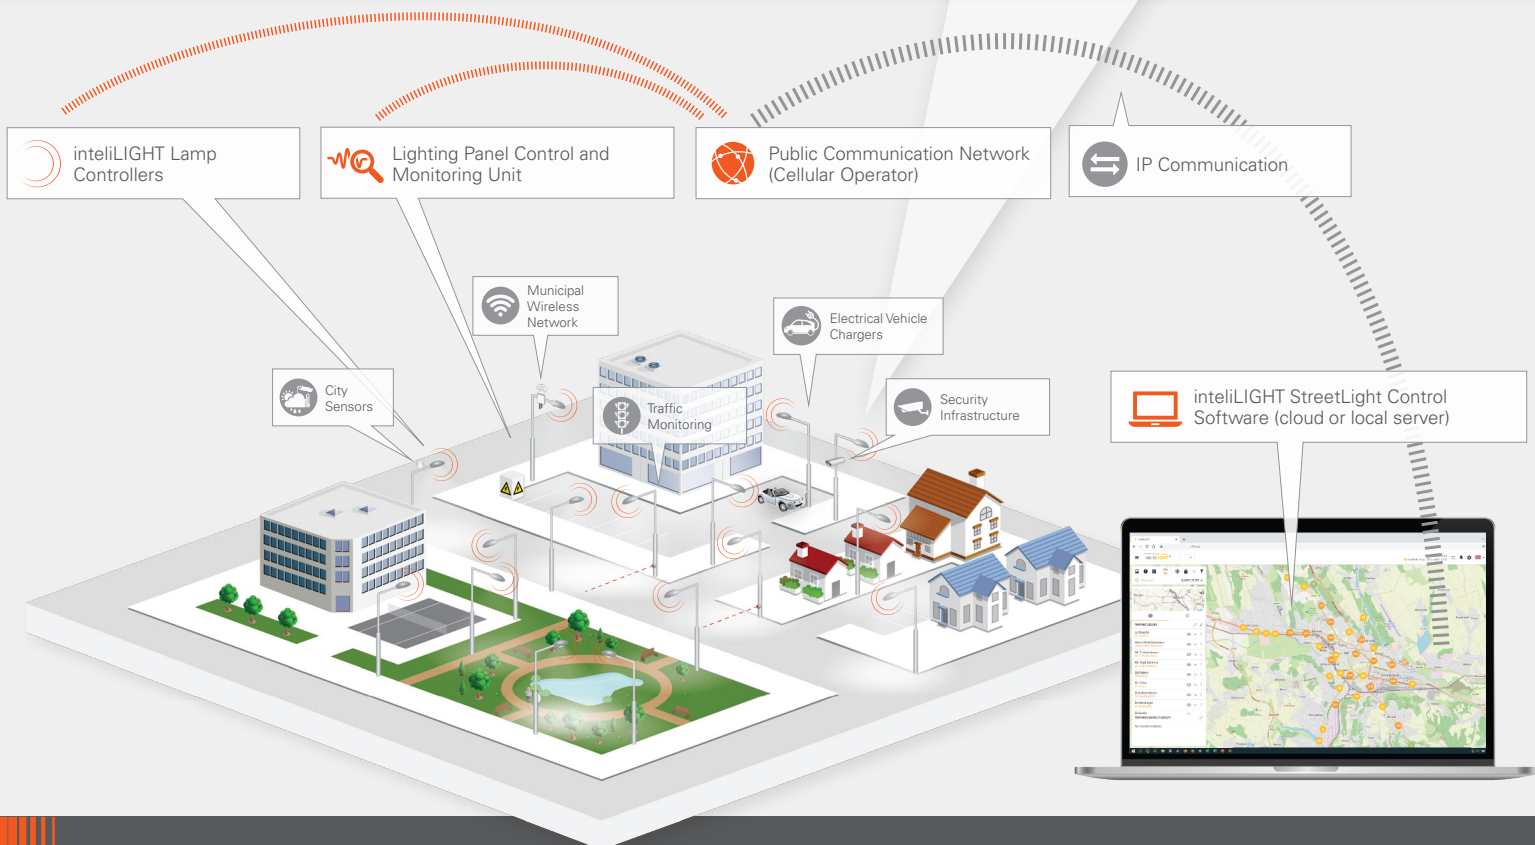 inteliLIGHT Lamp
Controllers
Lighting Panel Control and
Monitoring Unit
Public Communication Network
(Cellular Operator)
IP Communication
Municipal
Wireless
Network
Electrical Vehicle
Chargers
City
Sensors
Traffic
Monitoring
Security
Infrastructure
inteliLIGHT StreetLight Control
Software (cloud or local server)